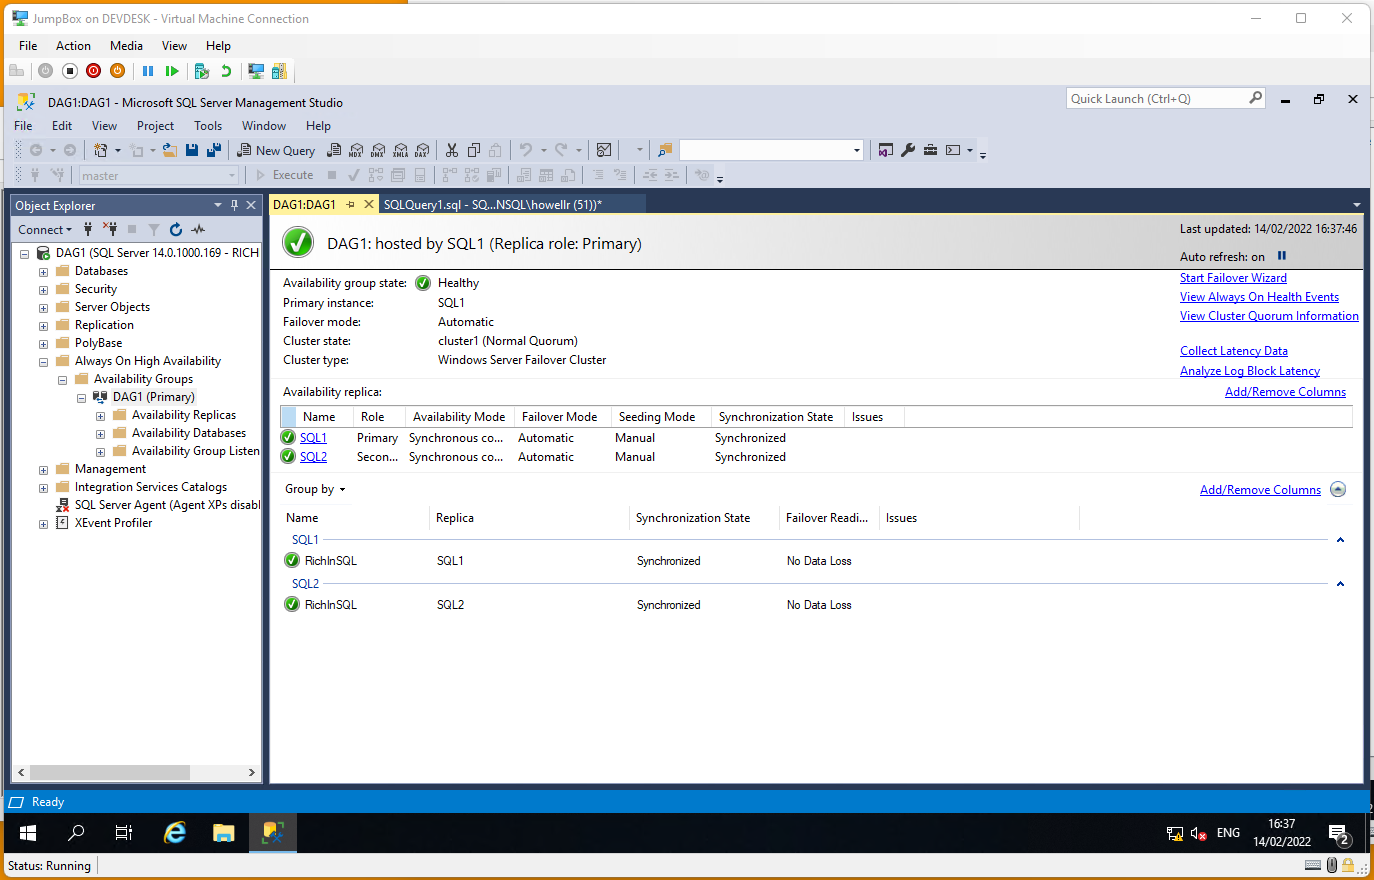 JumpBox on DEVDESK - Virtual Machine Connection
File Action Media View Help
DAG1:DAG1 - Microsoft SQL Server Management Studio
Quick Launch (Ctrl+Q)
File Edit View Project Tools Window Help
New Query MDX DMX XMLA DAX
master Execute
Object Explorer
DAG1:DAG1
SQLQuery1.sql - SQ...NSQL\howellr (51))*
Connect
DAG1 (SQL Server 14.0.1000.169 - RICH
Databases
Security
Server Objects
Replication
PolyBase
Always On High Availability
Availability Groups
DAG1 (Primary)
Availability Replicas
Availability Databases
Availability Group Listen
Management
Integration Services Catalogs
SQL Server Agent (Agent XPs disabl
XEvent Profiler
DAG1: hosted by SQL1 (Replica role: Primary)
Last updated: 14/02/2022 16:37:46
Auto refresh: on
Availability group state: Healthy
Primary instance: SQL1
Failover mode: Automatic
Cluster state: cluster1 (Normal Quorum)
Cluster type: Windows Server Failover Cluster
Start Failover Wizard
View Always On Health Events
View Cluster Quorum Information
Collect Latency Data
Analyze Log Block Latency
Availability replica:
Add/Remove Columns
Name Role Availability Mode Failover Mode Seeding Mode Synchronization State Issues
SQL1 Primary Synchronous co... Automatic Manual Synchronized
SQL2 Secon... Synchronous co... Automatic Manual Synchronized
Group by
Add/Remove Columns
Name Replica Synchronization State Failover Readi... Issues
SQL1
RichInSQL SQL1 Synchronized No Data Loss
SQL2
RichInSQL SQL2 Synchronized No Data Loss
Ready
ENG
16:37
14/02/2022
2
Status: Running